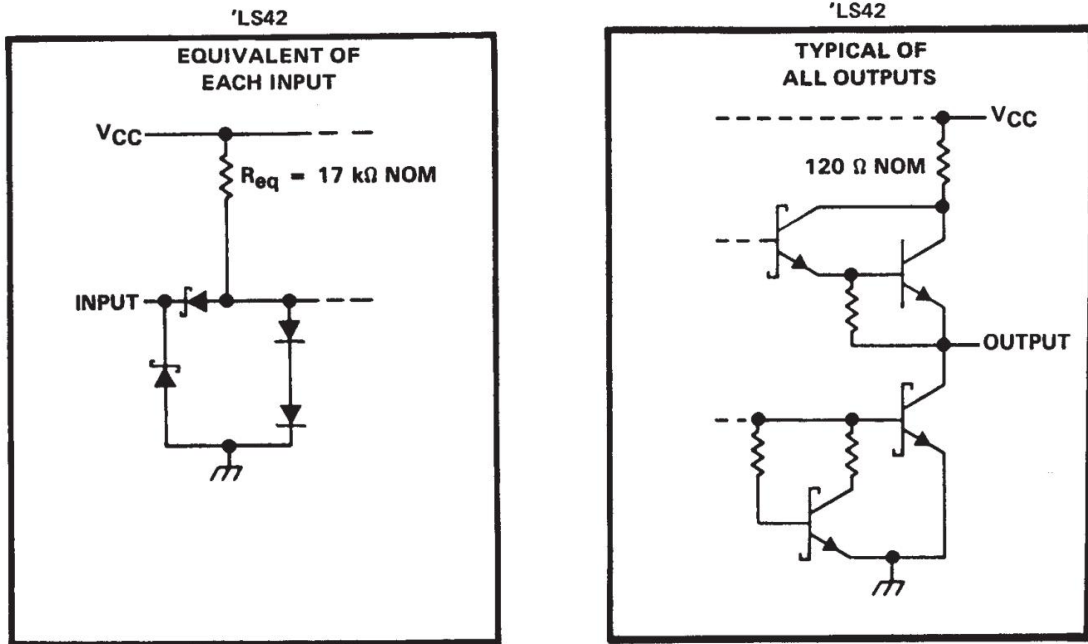 'LS42
EQUIVALENT OF
EACH INPUT
VCC
Req = 17 kΩ NOM
INPUT
'LS42
TYPICAL OF
ALL OUTPUTS
VCC
120 Ω NOM
OUTPUT